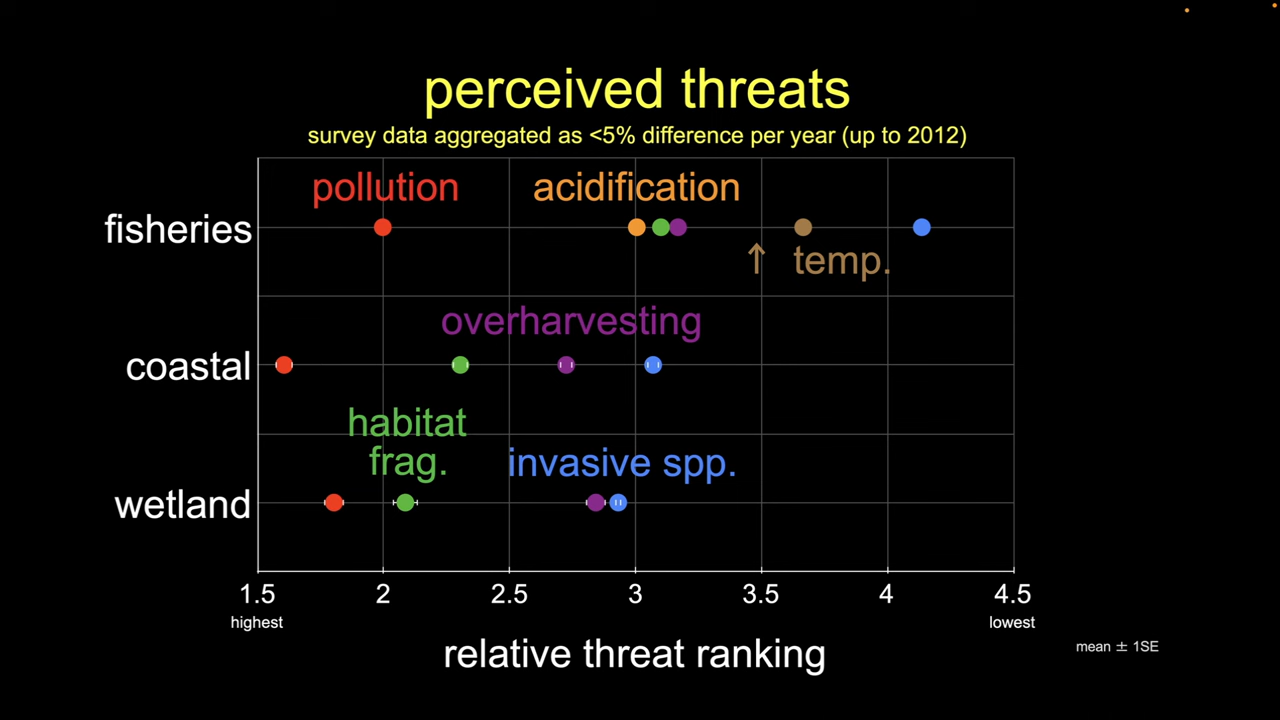 perceived threats
survey data aggregated as <5% difference per year (up to 2012)
pollution
acidification
fisheries
↑ temp.
overharvesting
coastal
habitat
frag.
invasive spp.
wetland
1.5 2 2.5 3 3.5 4 4.5
highest lowest
relative threat ranking
mean ± 1SE